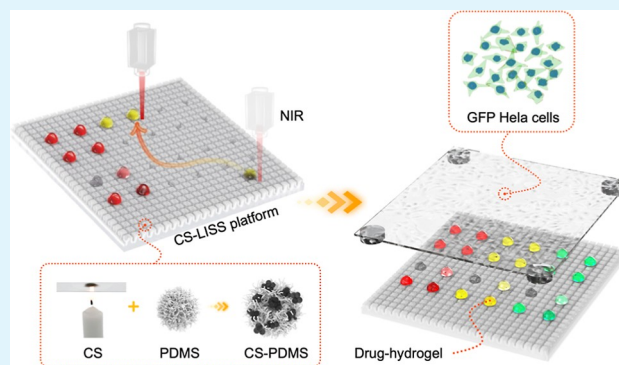 NIR
GFP Hela cells
CS-LISS platform
CS
+
PDMS
CS-PDMS
Drug-hydrogel